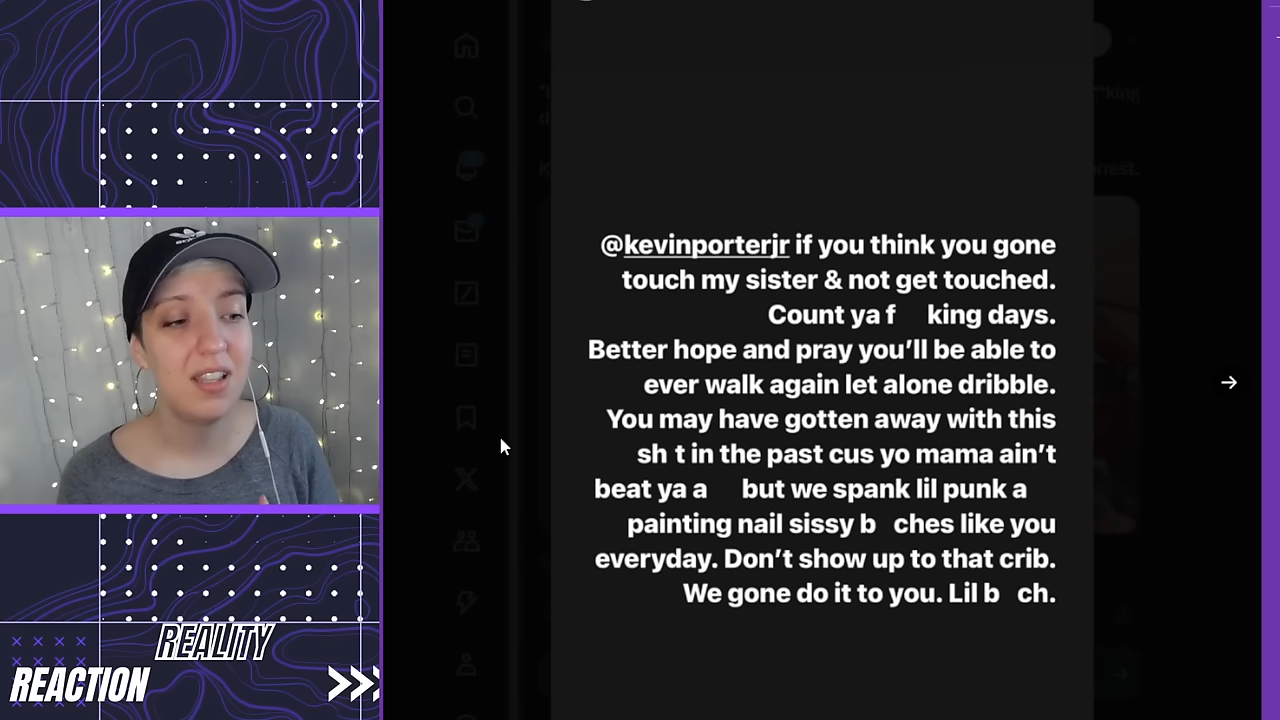 @kevinporterjr if you think you gone
touch my sister & not get touched.
Count ya f king days.
Better hope and pray you'll be able to
ever walk again let alone dribble.
You may have gotten away with this
sh t in the past cus yo mama ain't
beat ya a but we spank lil punk a
painting nail sissy b ches like you
everyday. Don't show up to that crib.
We gone do it to you. Lil b ch.
REALITY
REACTION